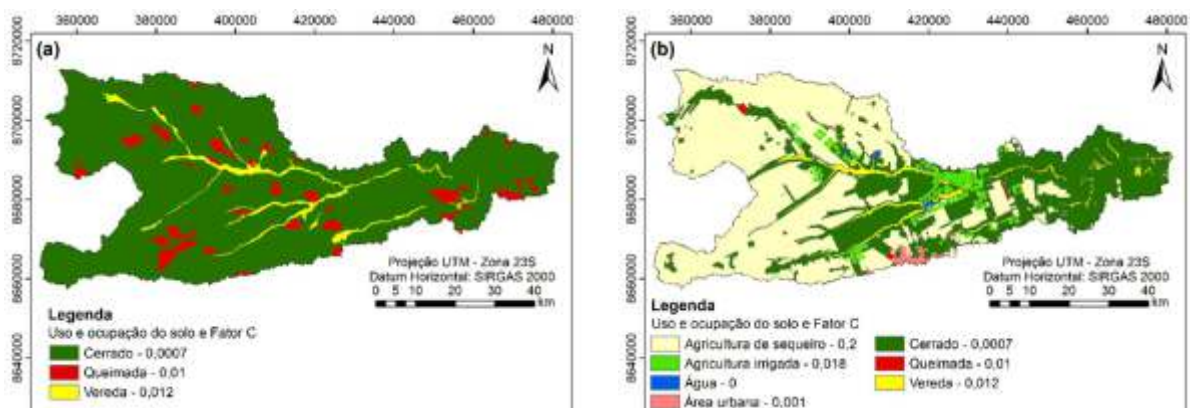 360000 380000 400000 420000 440000 460000 480000
(a)
N
8720000
8700000
8680000
8660000
8640000
Projeção UTM - Zona 23S
Datum Horizontal: SIRGAS 2000
0 5 10 20 30 40
km
Legenda
Uso e ocupação do solo e Fator C
Cerrado - 0,0007
Queimada - 0,01
Vereda - 0,012
360000 380000 400000 420000 440000 460000 480000
(b)
N
8720000
8700000
8680000
8660000
8640000
Projeção UTM - Zona 23S
Datum Horizontal: SIRGAS 2000
0 5 10 20 30 40
km
Legenda
Uso e ocupação do solo e Fator C
Agricultura de sequeiro - 0,2
Agricultura irrigada - 0,018
Água - 0
Área urbana - 0,001
Cerrado - 0,0007
Queimada - 0,01
Vereda - 0,012